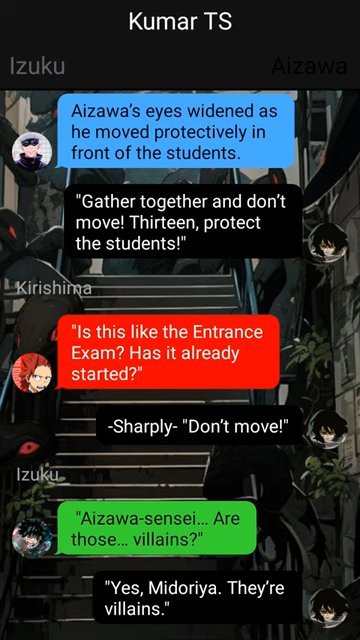 Kumar TS
Izuku
Aizawa
Aizawa’s eyes widened as
he moved protectively in
front of the students.
"Gather together and don’t
move! Thirteen, protect
the students!"
Kirishima
"Is this like the Entrance
Exam? Has it already
started?"
-Sharply- "Don’t move!"
Izuku
"Aizawa-sensei… Are
those… villains?"
"Yes, Midoriya. They’re
villains."